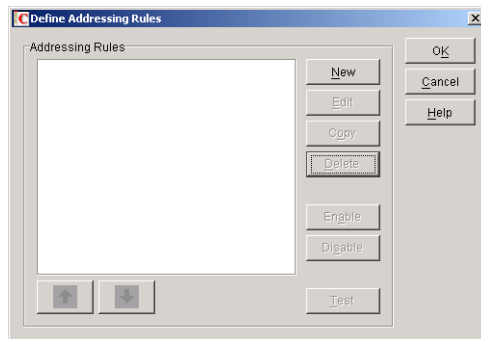 C Define Addressing Rules
Addressing Rules
New
Edit
Copy
Delete
Enable
Disable
Test
OK
Cancel
Help